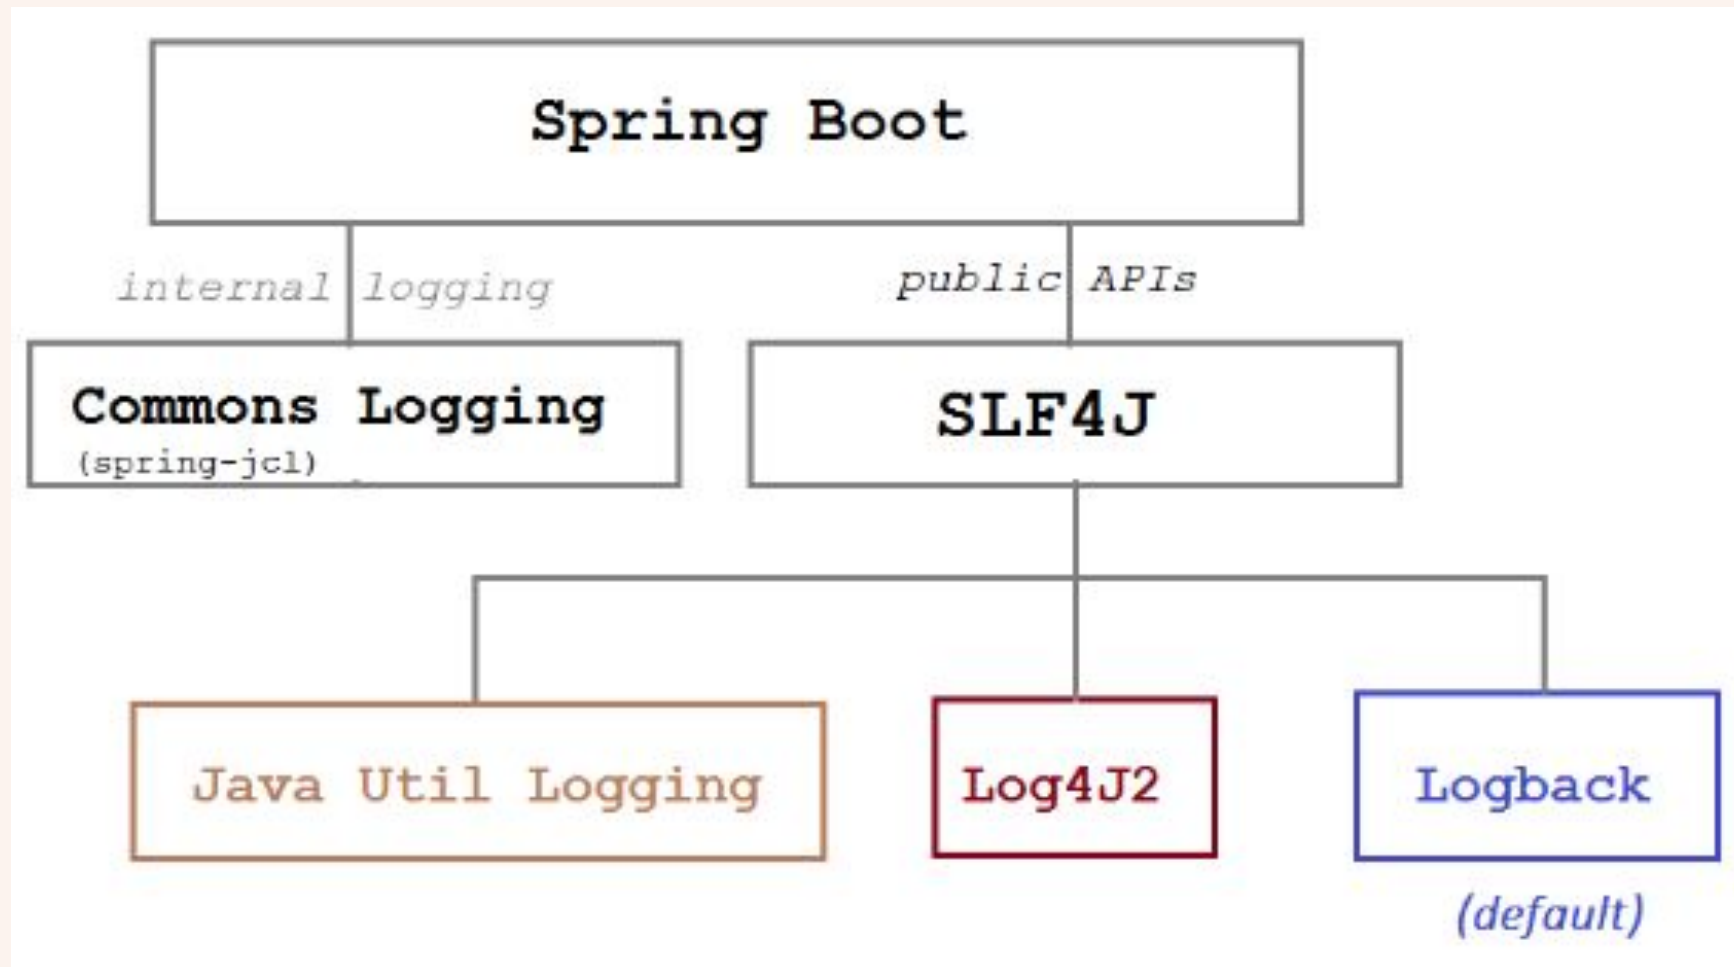 Spring Boot
internal logging
public APIs
Commons Logging
(spring-jcl)
SLF4J
Java Util Logging
Log4J2
Logback
(default)